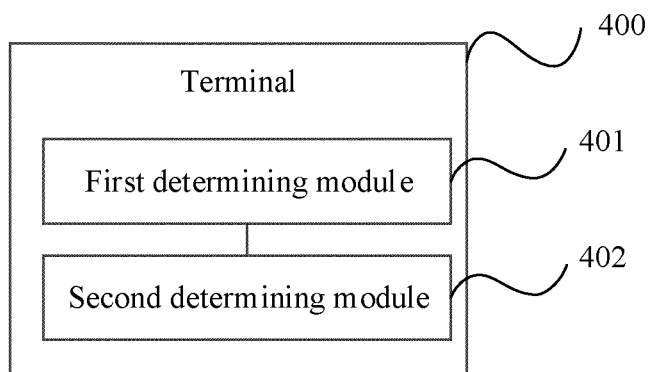 400
Terminal
401
First determining module
402
Second determining module